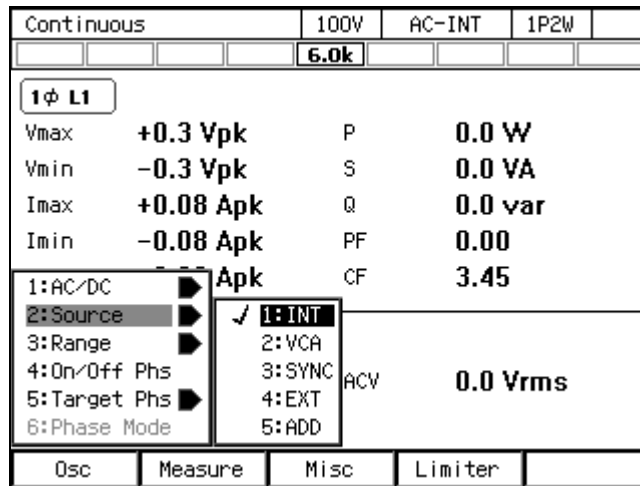 Continuous 100V AC-INT 1P2W
6.0k
1ϕ L1
Vmax +0.3 Vpk P 0.0 W
Vmin −0.3 Vpk S 0.0 VA
Imax +0.08 Apk Q 0.0 var
Imin −0.08 Apk PF 0.00
Apk CF 3.45
1:AC/DC
2:Source
3:Range
4:On/Off Phs
5:Target Phs
6:Phase Mode
✓ 1:INT
2:VCA
3:SYNC
4:EXT
5:ADD
ACV 0.0 Vrms
Osc Measure Misc Limiter